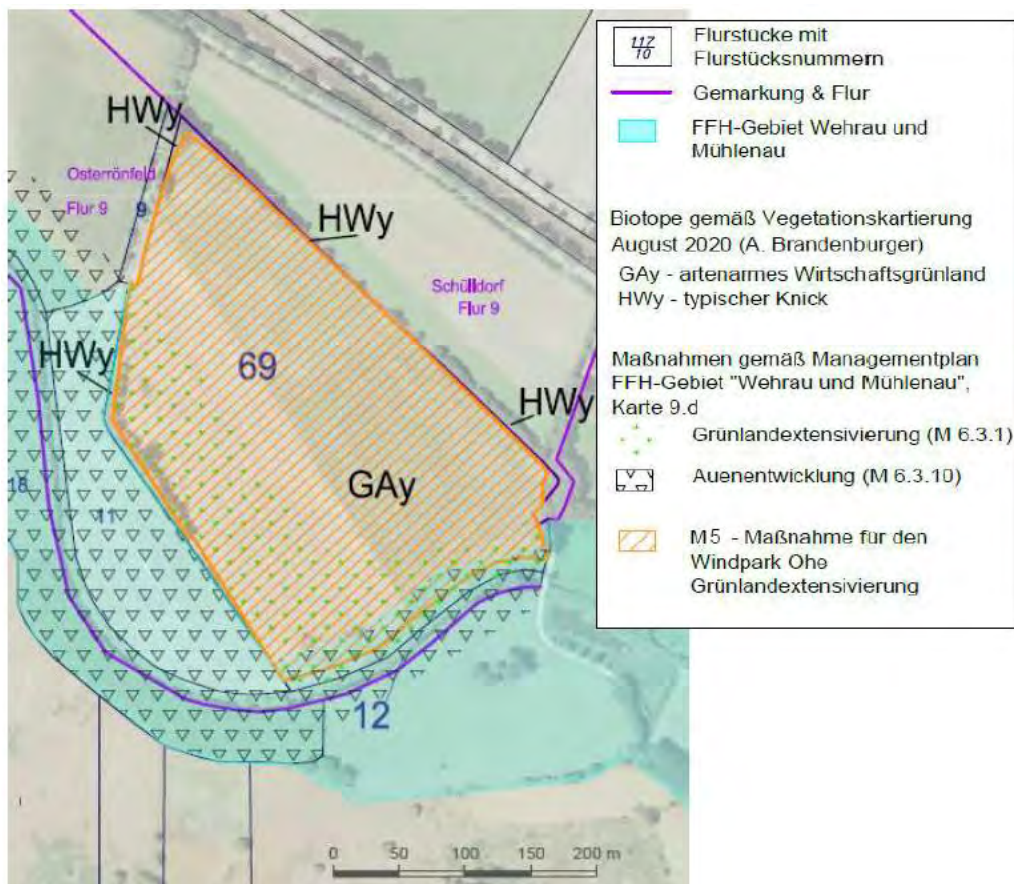 HWy
Osterrönfeld
Flur 9
9
HWy
Schülldorf
Flur 9
HWy
69
HWy
GAy
18
11
12
0 50 100 150 200 m
117
10
Flurstücke mit
Flurstücksnummern
Gemarkung & Flur
FFH-Gebiet Wehrau und
Mühlenau
Biotope gemäß Vegetationskartierung
August 2020 (A. Brandenburger)
GAy - artenarmes Wirtschaftsgrünland
HWy - typischer Knick
Maßnahmen gemäß Managementplan
FFH-Gebiet "Wehrau und Mühlenau",
Karte 9.d
Grünlandextensivierung (M 6.3.1)
Auenentwicklung (M 6.3.10)
M5 - Maßnahme für den
Windpark Ohe
Grünlandextensivierung